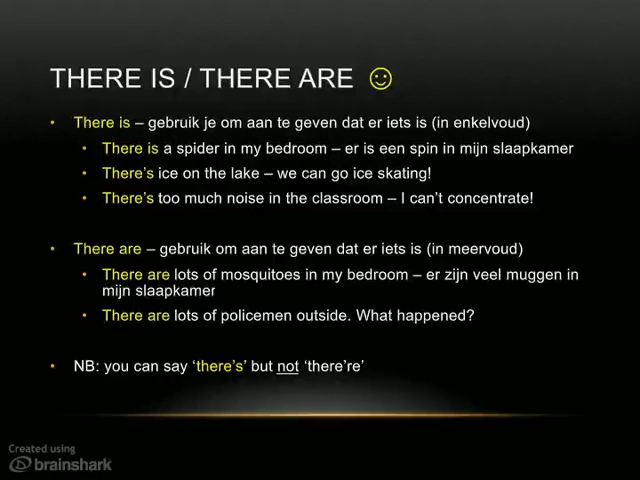 THERE IS / THERE ARE ☺
• There is – gebruik je om aan te geven dat er iets is (in enkelvoud)
• There is a spider in my bedroom – er is een spin in mijn slaapkamer
• There's ice on the lake – we can go ice skating!
• There's too much noise in the classroom – I can't concentrate!
• There are – gebruik om aan te geven dat er iets is (in meervoud)
• There are lots of mosquitoes in my bedroom – er zijn veel muggen in
mijn slaapkamer
• There are lots of policemen outside. What happened?
• NB: you can say ‘there's’ but not ‘there're’
Created using
brainshark